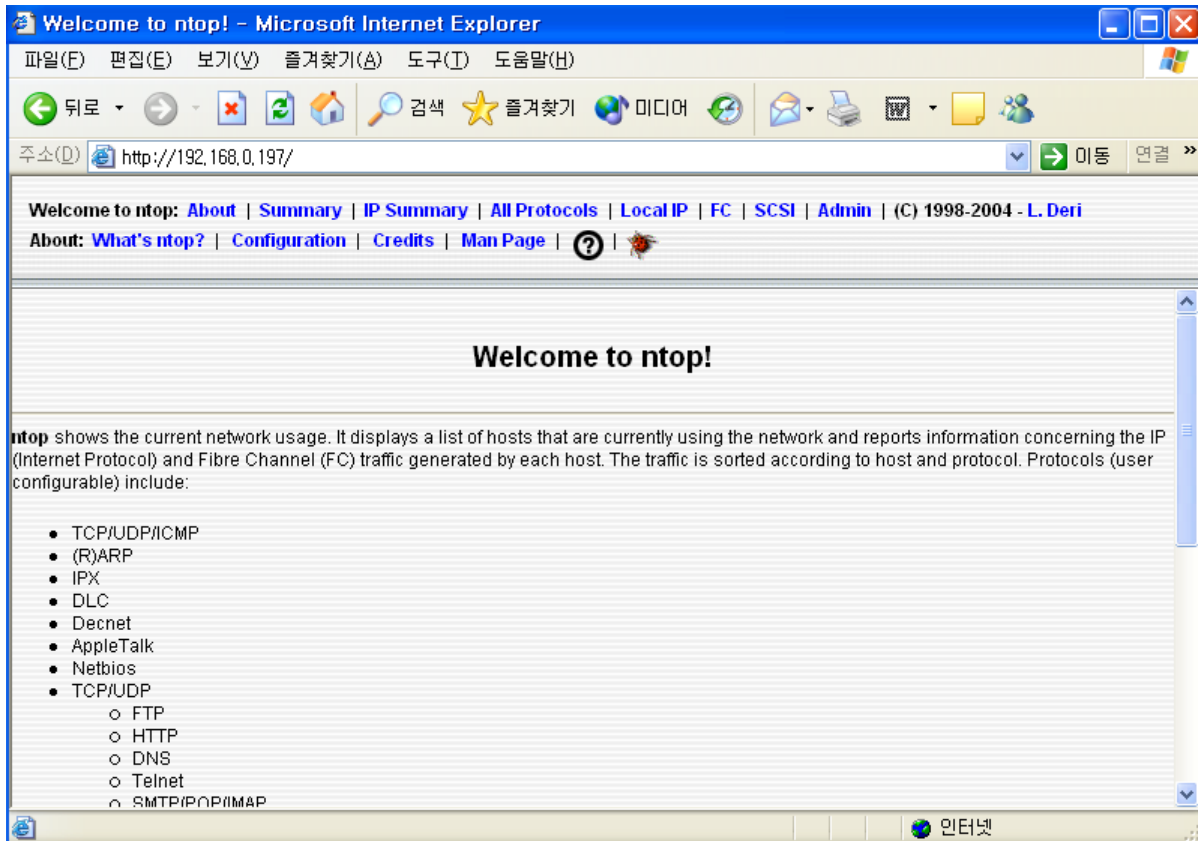 Welcome to ntop! - Microsoft Internet Explorer
파일(F) 편집(E) 보기(V) 즐겨찾기(A) 도구(T) 도움말(H)
뒤로 검색 즐겨찾기 미디어
주소(D) http://192.168.0.197/ 이동 연결 »
Welcome to ntop: About | Summary | IP Summary | All Protocols | Local IP | FC | SCSI | Admin | (C) 1998-2004 - L. Deri
About: What's ntop? | Configuration | Credits | Man Page | ? |
Welcome to ntop!
ntop shows the current network usage. It displays a list of hosts that are currently using the network and reports information concerning the IP
(Internet Protocol) and Fibre Channel (FC) traffic generated by each host. The traffic is sorted according to host and protocol. Protocols (user
configurable) include:
• TCP/UDP/ICMP
• (R)ARP
• IPX
• DLC
• Decnet
• AppleTalk
• Netbios
• TCP/UDP
○ FTP
○ HTTP
○ DNS
○ Telnet
○ SMTP/POP/IMAP
인터넷